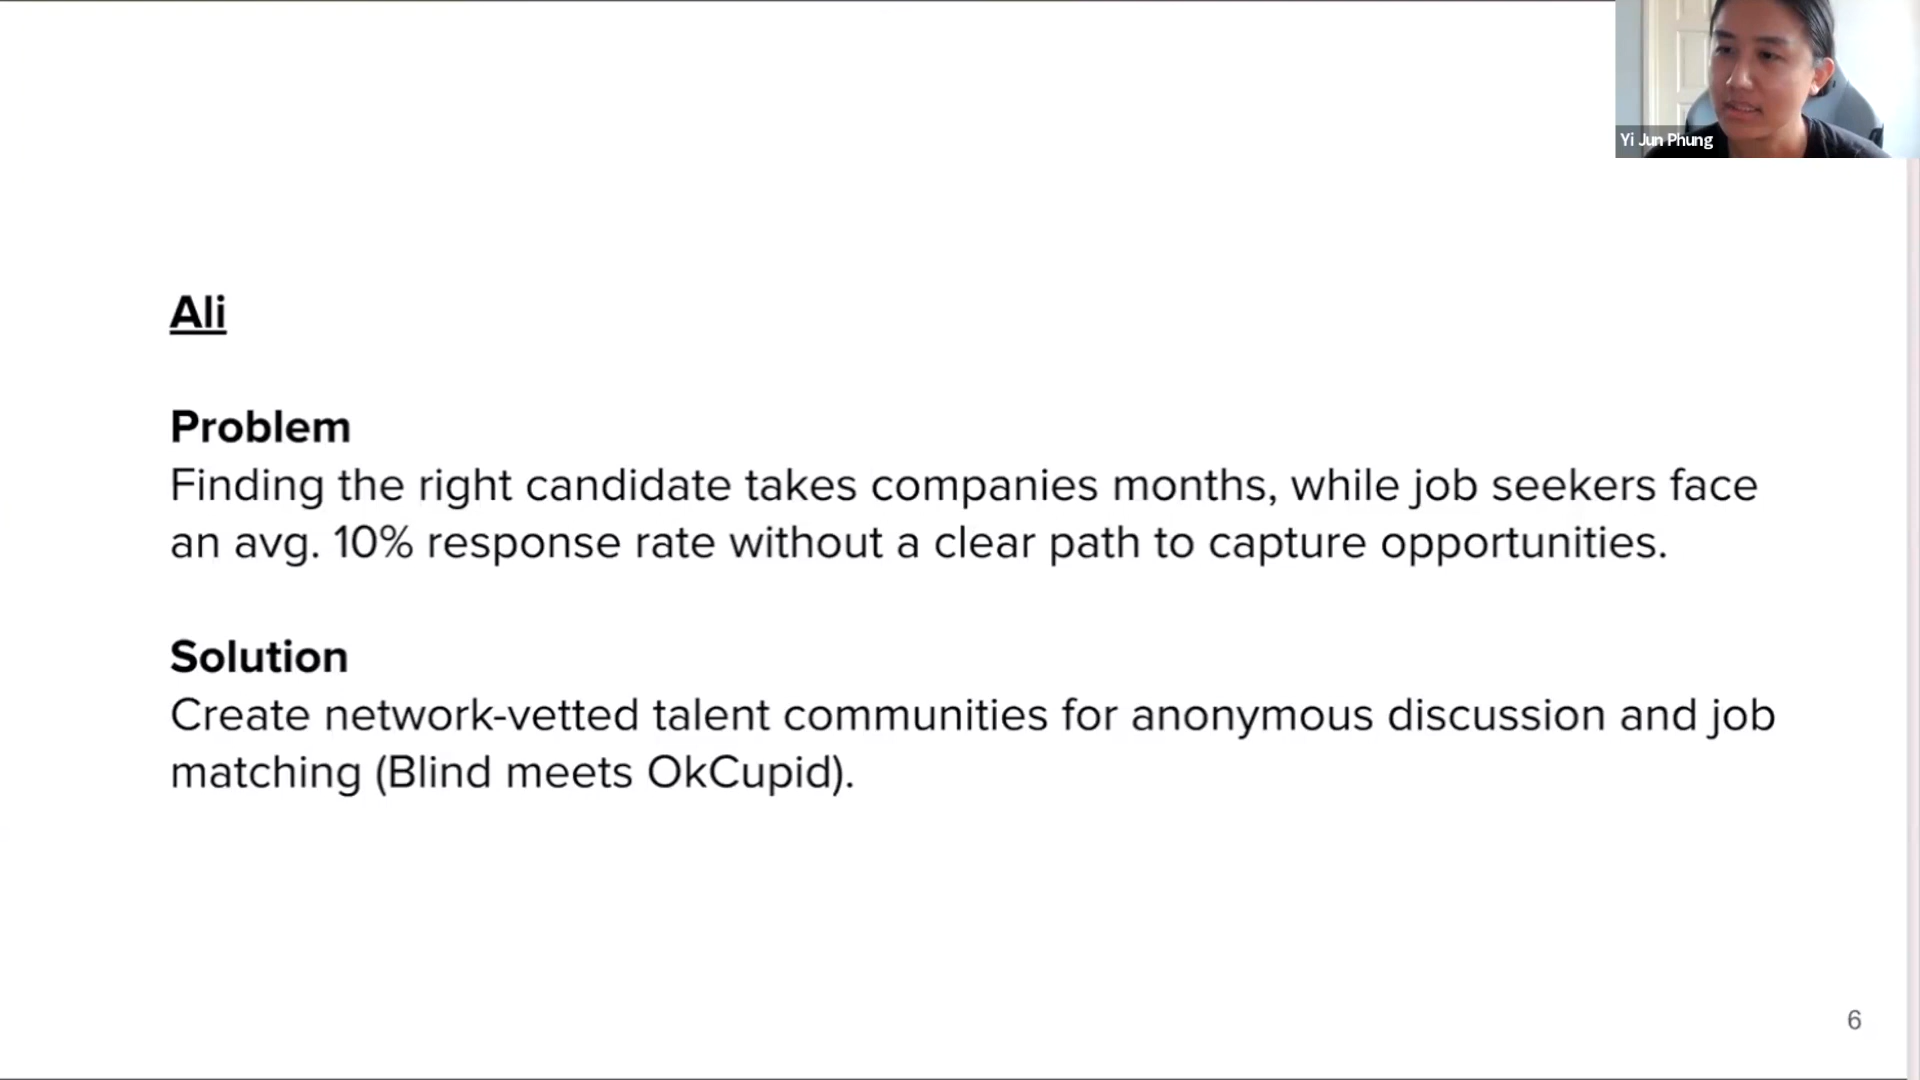 Yi Jun Phung
Ali
Problem
Finding the right candidate takes companies months, while job seekers face
an avg. 10% response rate without a clear path to capture opportunities.
Solution
Create network-vetted talent communities for anonymous discussion and job
matching (Blind meets OkCupid).
6